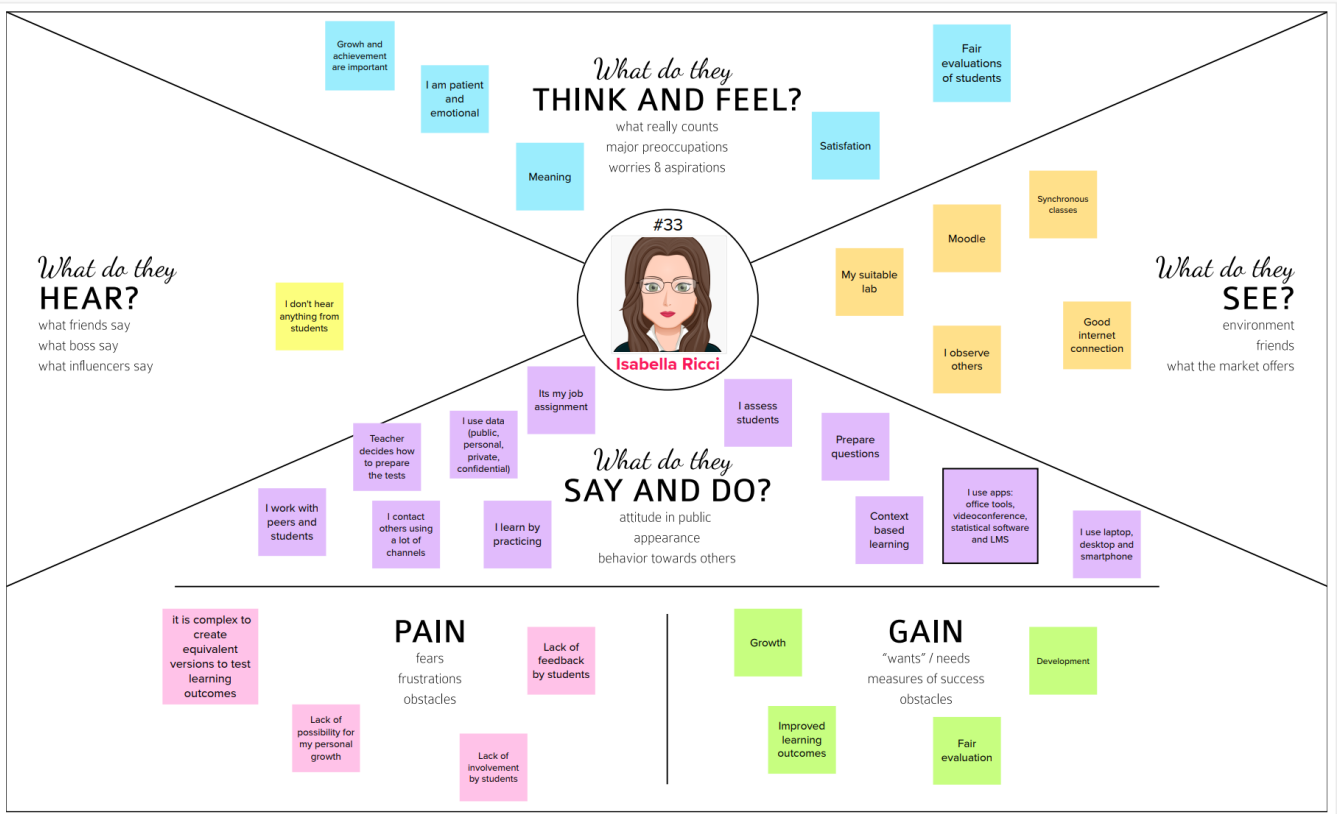 Growth and
achievement
are important
I am patient
and
emotional
Meaning
What do they
THINK AND FEEL?
what really counts
major preoccupations
worries & aspirations
Satisfation
Fair
evaluations
of students
What do they
HEAR?
what friends say
what boss say
what influencers say
I don't hear
anything from
students
#33
Isabella Ricci
My suitable
lab
Moodle
Synchronous
classes
I observe
others
Good
internet
connection
What do they
SEE?
environment
friends
what the market offers
Its my job
assignment
I use data
(public,
personal,
private,
confidential)
Teacher
decides how
to prepare
the tests
I work with
peers and
students
I contact
others using
a lot of
channels
I learn by
practicing
What do they
SAY AND DO?
attitude in public
appearance
behavior towards others
I assess
students
Prepare
questions
Context
based
learning
I use apps:
office tools,
videoconference,
statistical software
and LMS
I use laptop,
desktop and
smartphone
it is complex to
create
equivalent
versions to test
learning
outcomes
PAIN
fears
frustrations
obstacles
Lack of
feedback
by students
Lack of
possibility for
my personal
growth
Lack of
involvement
by students
Growth
GAIN
"wants" / needs
measures of success
obstacles
Development
Improved
learning
outcomes
Fair
evaluation